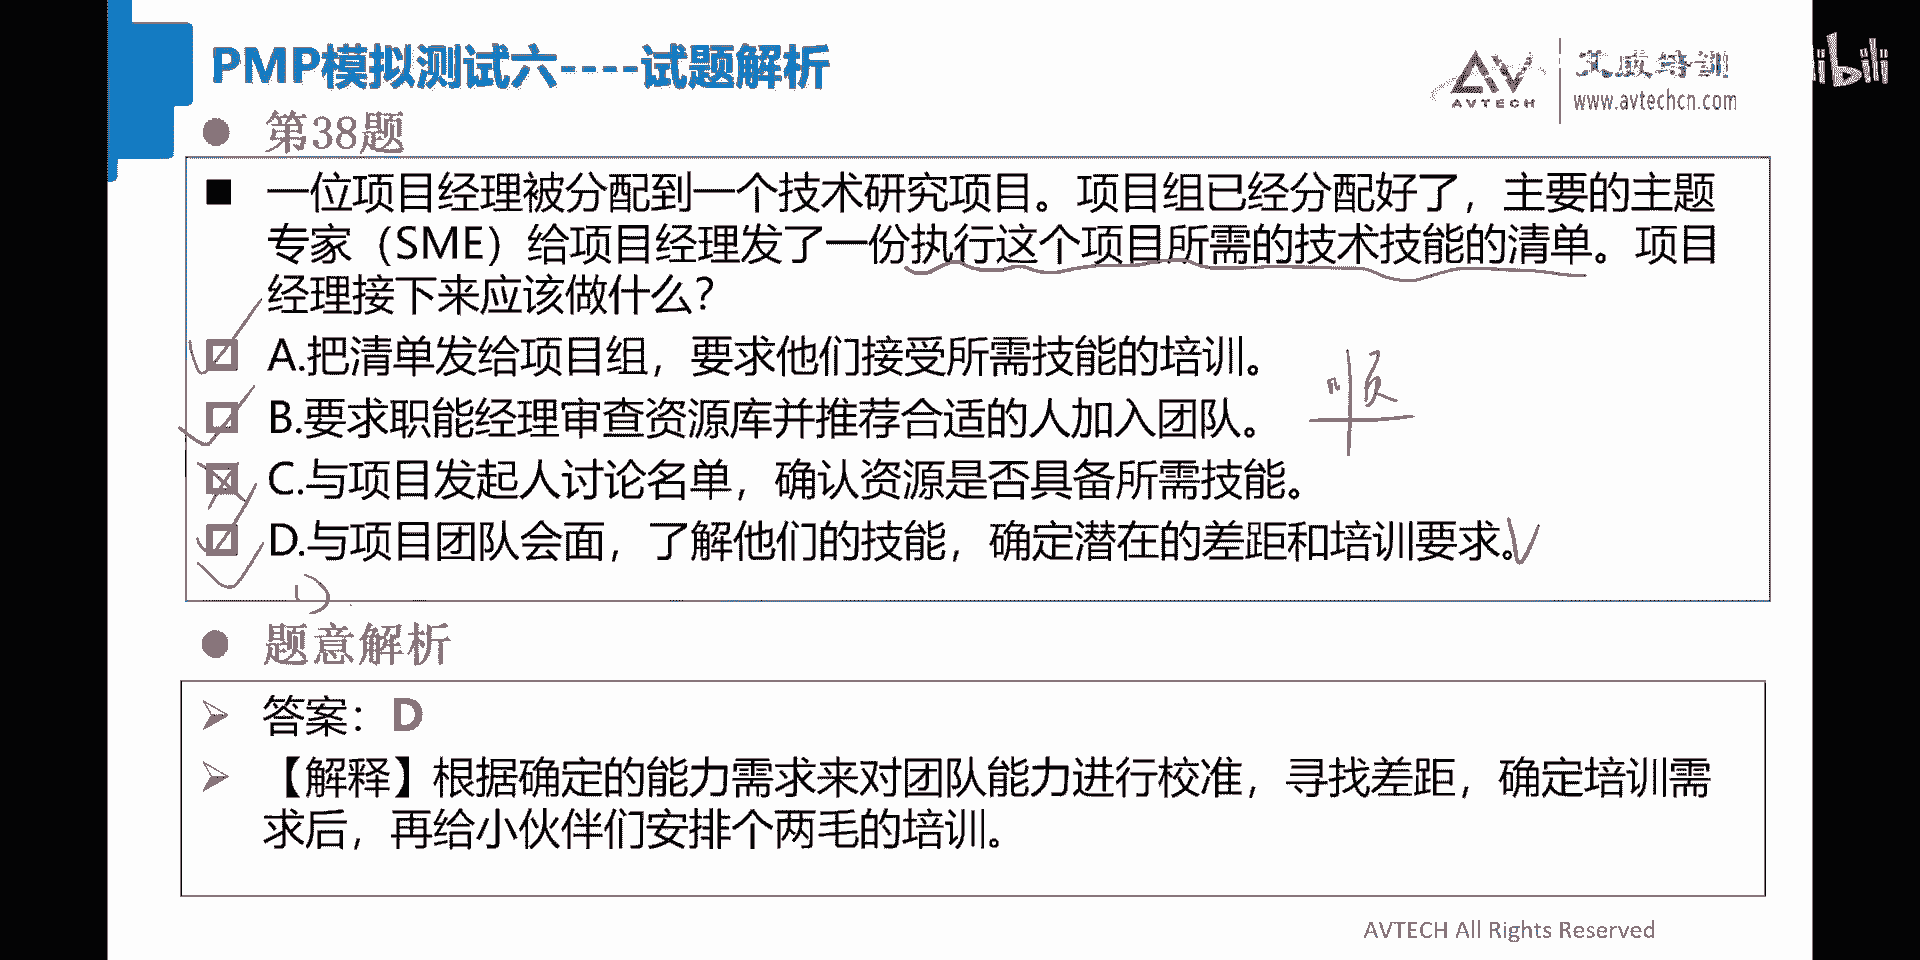 PMP模拟测试六----试题解析
AVTECH
艾威培训
www.avtechcn.com
第38题
一位项目经理被分配到一个技术研究项目。项目组已经分配好了，主要的主题
专家（SME）给项目经理发了一份执行这个项目所需的技术技能的清单。项目
经理接下来应该做什么？
A.把清单发给项目组，要求他们接受所需技能的培训。
B.要求职能经理审查资源库并推荐合适的人加入团队。
C.与项目发起人讨论名单，确认资源是否具备所需技能。
D.与项目团队会面，了解他们的技能，确定潜在的差距和培训要求。
题意解析
答案：D
【解释】根据确定的能力需求来对团队能力进行校准，寻找差距，确定培训需
求后，再给小伙伴们安排个两毛的培训。
AVTECH All Rights Reserved